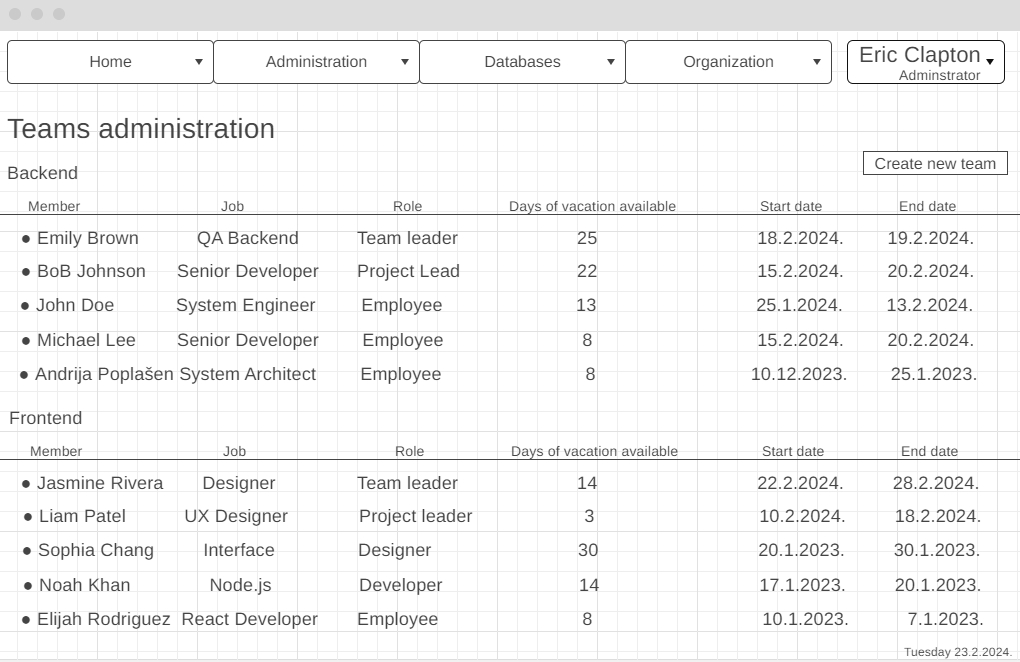 Home ▼ Administration ▼ Databases ▼ Organization ▼ Eric Clapton ▼
Adminstrator
Teams administration
Create new team
Backend
Member Job Role Days of vacation available Start date End date
● Emily Brown QA Backend Team leader 25 18.2.2024. 19.2.2024.
● BoB Johnson Senior Developer Project Lead 22 15.2.2024. 20.2.2024.
● John Doe System Engineer Employee 13 25.1.2024. 13.2.2024.
● Michael Lee Senior Developer Employee 8 15.2.2024. 20.2.2024.
● Andrija Poplašen System Architect Employee 8 10.12.2023. 25.1.2023.
Frontend
Member Job Role Days of vacation available Start date End date
● Jasmine Rivera Designer Team leader 14 22.2.2024. 28.2.2024.
● Liam Patel UX Designer Project leader 3 10.2.2024. 18.2.2024.
● Sophia Chang Interface Designer 30 20.1.2023. 30.1.2023.
● Noah Khan Node.js Developer 14 17.1.2023. 20.1.2023.
● Elijah Rodriguez React Developer Employee 8 10.1.2023. 7.1.2023.
Tuesday 23.2.2024.